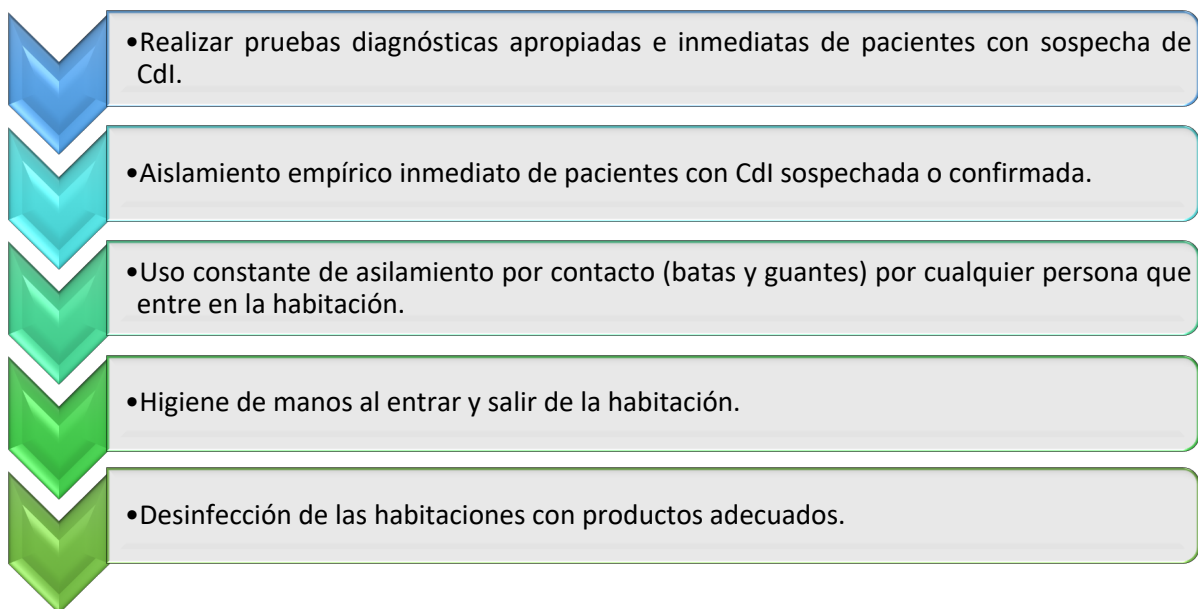 •Realizar pruebas diagnósticas apropiadas e inmediatas de pacientes con sospecha de
CdI.
•Aislamiento empírico inmediato de pacientes con CdI sospechada o confirmada.
•Uso constante de asilamiento por contacto (batas y guantes) por cualquier persona que
entre en la habitación.
•Higiene de manos al entrar y salir de la habitación.
•Desinfección de las habitaciones con productos adecuados.